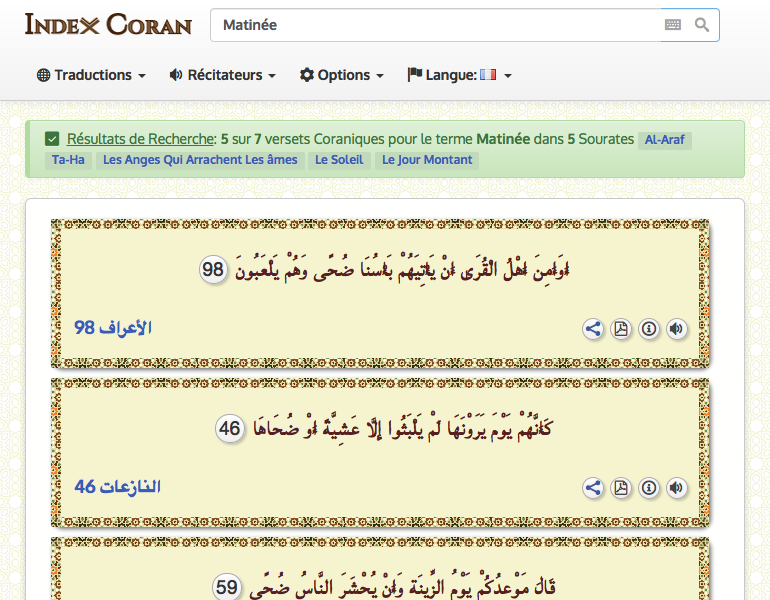 INDEX CORAN
Matinée
Traductions Récitateurs Options Langue:
Résultats de Recherche: 5 sur 7 versets Coraniques pour le terme Matinée dans 5 Sourates Al-Araf
Ta-Ha Les Anges Qui Arrachent Les âmes Le Soleil Le Jour Montant
أَوَأَمِنَ أَهْلُ الْقُرَى أَنْ يَأْتِيَهُمْ بَأْسُنَا ضُحًى وَهُمْ يَلْعَبُونَ 98
الأعراف 98
كَأَنَّهُمْ يَوْمَ يَرَوْنَهَا لَمْ يَلْبَثُوا إِلَّا عَشِيَّةً أَوْ ضُحَاهَا 46
النازعات 46
قَالَ مَوْعِدُكُمْ يَوْمُ الزِّينَةِ وَأَنْ يُحْشَرَ النَّاسُ ضُحًى 59